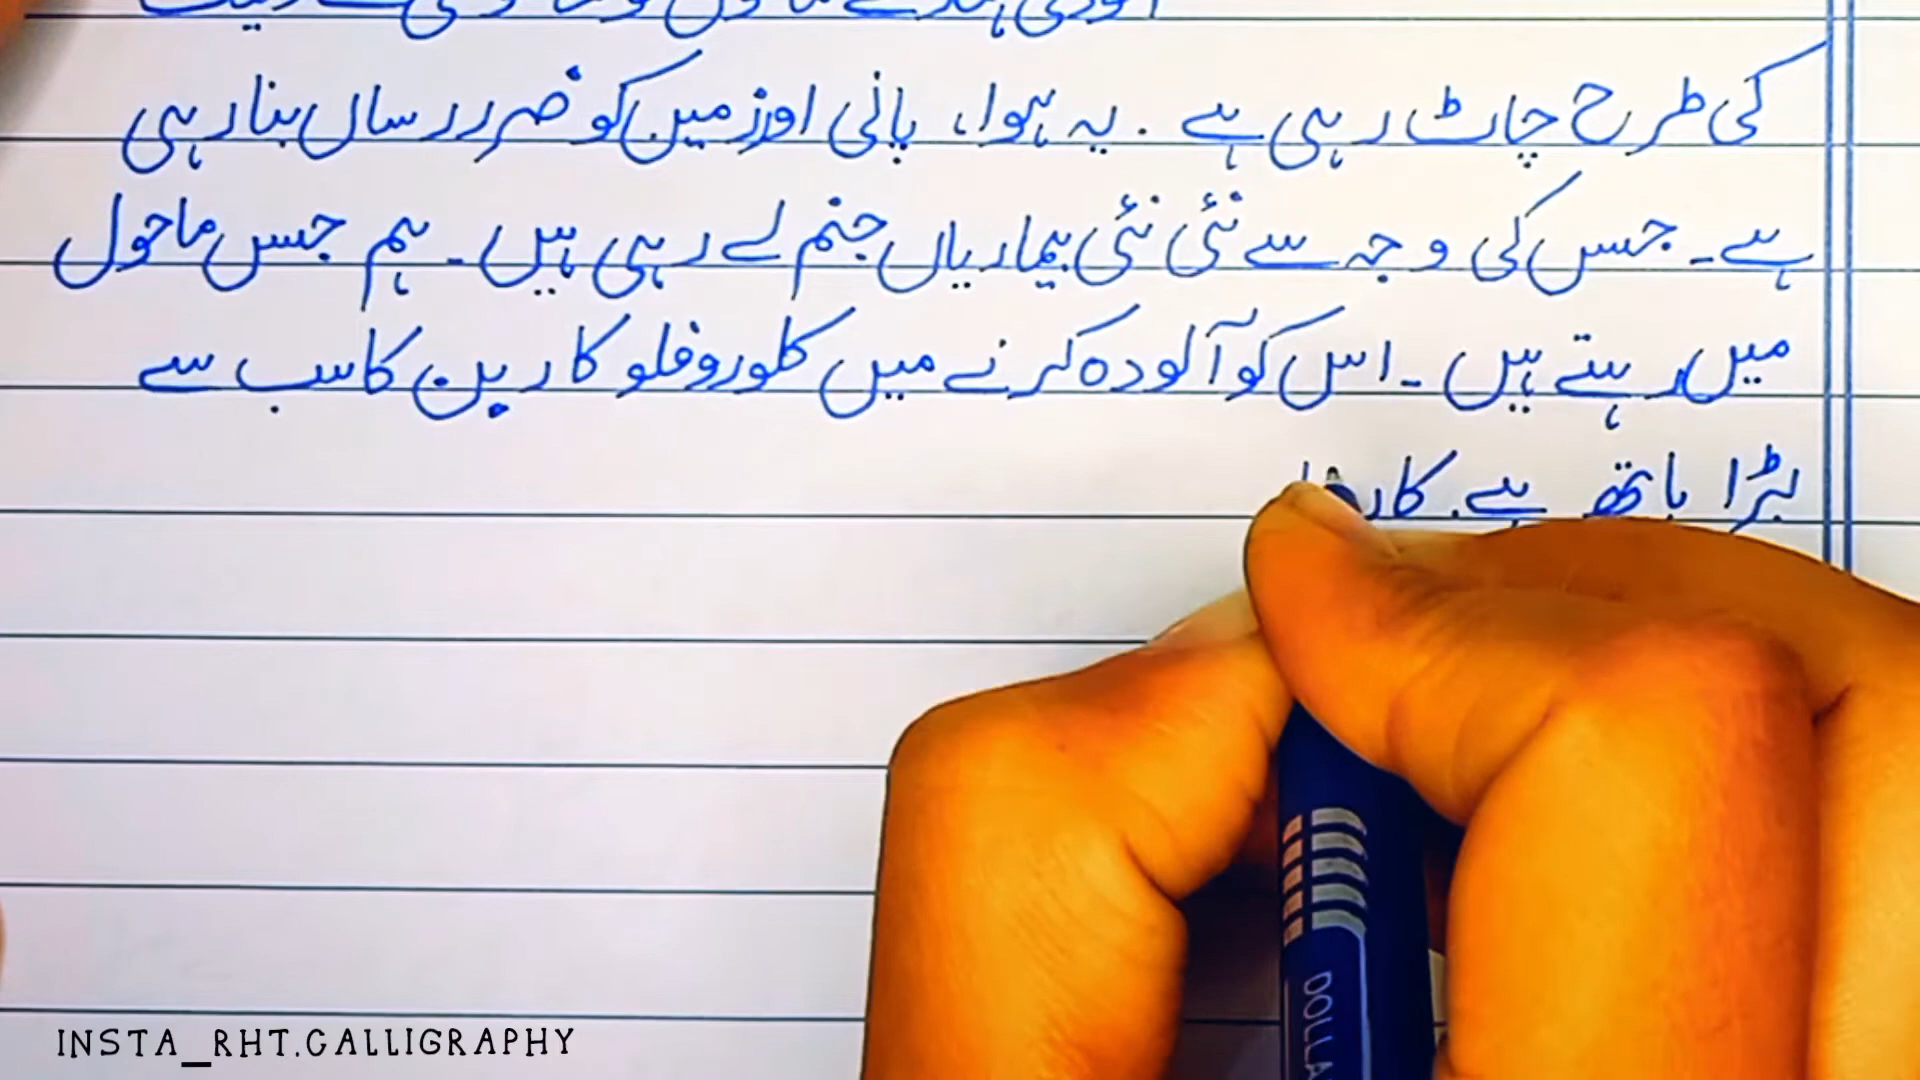 کی طرح چاٹ رہی ہے۔ یہ ہوا، پانی اور زمین کو ضرر رساں بنا رہی
ہے۔ جس کی وجہ سے نئی نئی بیماریاں جنم لے رہی ہیں۔ ہم جس ماحول
میں رہتے ہیں۔ اس کو آلودہ کرنے میں کلوروفلو کاربن کا سب سے
بڑا ہاتھ ہے۔
INSTA_RHT.CALLIGRAPHY